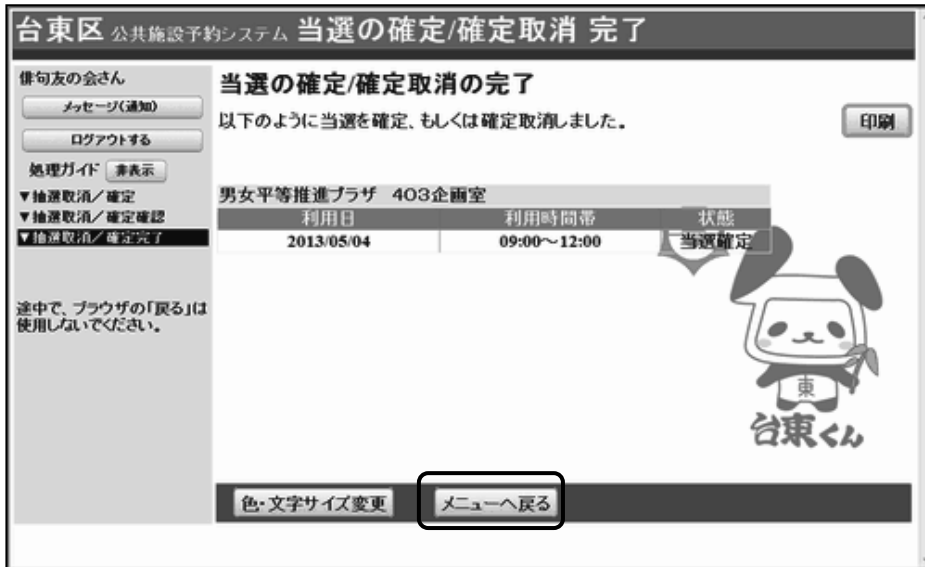 台東区 公共施設予約システム 当選の確定/確定取消 完了
俳句友の会さん
メッセージ(通知)
ログアウトする
処理ガイド 非表示
▼抽選取消/確定
▼抽選取消/確定確認
▼抽選取消/確定完了
途中で、ブラウザの「戻る」は
使用しないでください。
当選の確定/確定取消の完了
以下のように当選を確定、もしくは確定取消しました。
印刷
男女平等推進プラザ 403企画室
利用日 利用時間帯 状態
2013/05/04 09:00～12:00 当選確定
東
台東くん
色・文字サイズ変更 メニューへ戻る